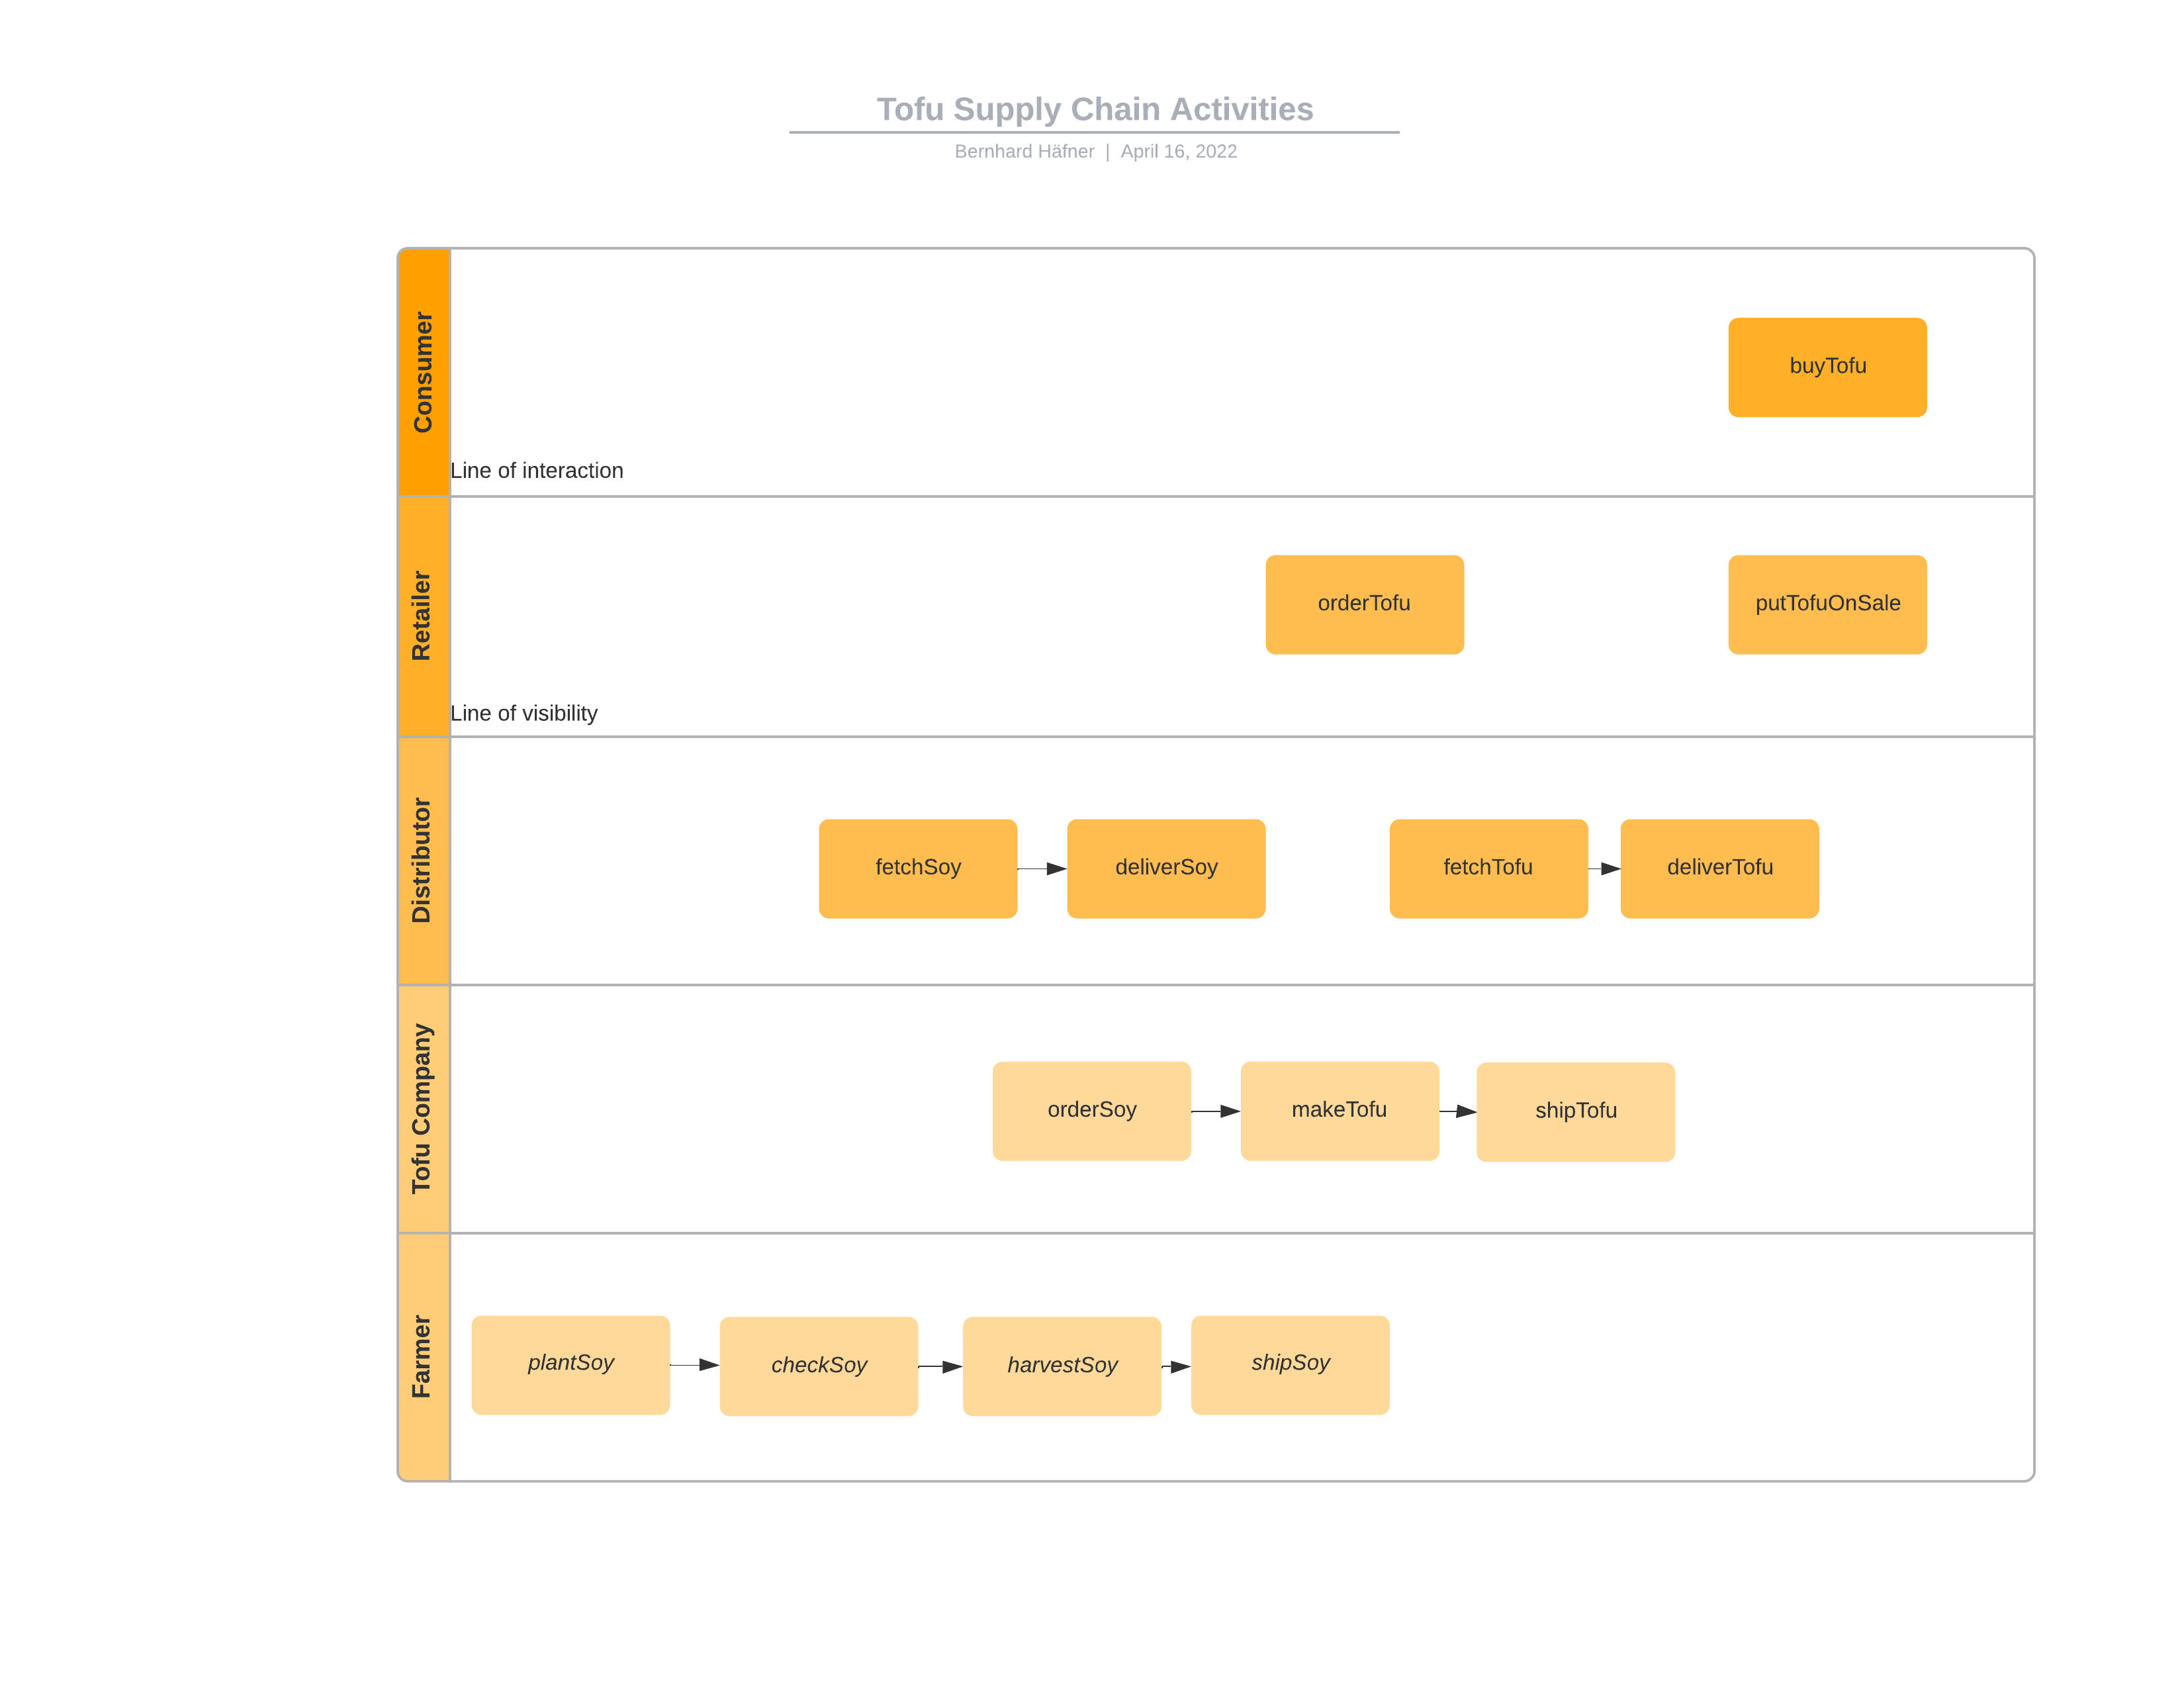 Tofu Supply Chain Activities
Bernhard Häfner | April 16, 2022
Consumer
buyTofu
Line of interaction
Retailer
orderTofu
putTofuOnSale
Line of visibility
Distributor
fetchSoy
deliverSoy
fetchTofu
deliverTofu
Tofu Company
orderSoy
makeTofu
shipTofu
Farmer
plantSoy
checkSoy
harvestSoy
shipSoy